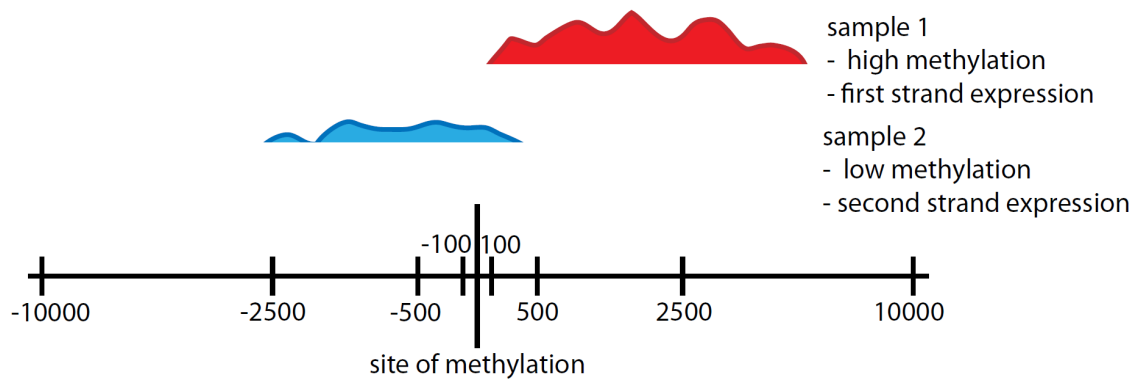 sample 1
- high methylation
- first strand expression
sample 2
- low methylation
- second strand expression
-100 100
-10000 -2500 -500 500 2500 10000
site of methylation